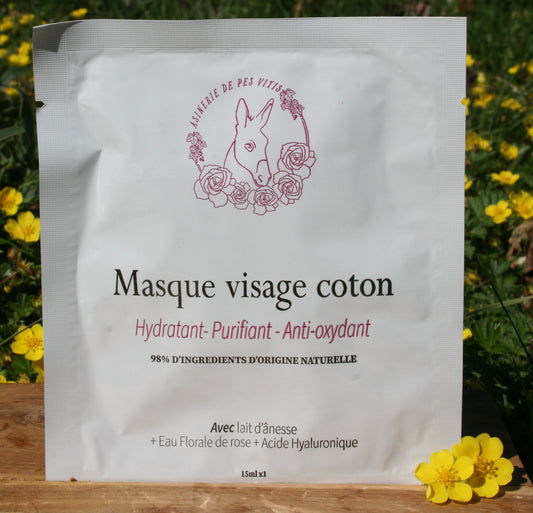 ASINERIE DE PES VITIS
Masque visage coton
Hydratant- Purifiant - Anti-oxydant
98% D'INGREDIENTS D'ORIGINE NATURELLE
Avec lait d'ânesse
+ Eau Florale de rose + Acide Hyaluronique
15ml x1